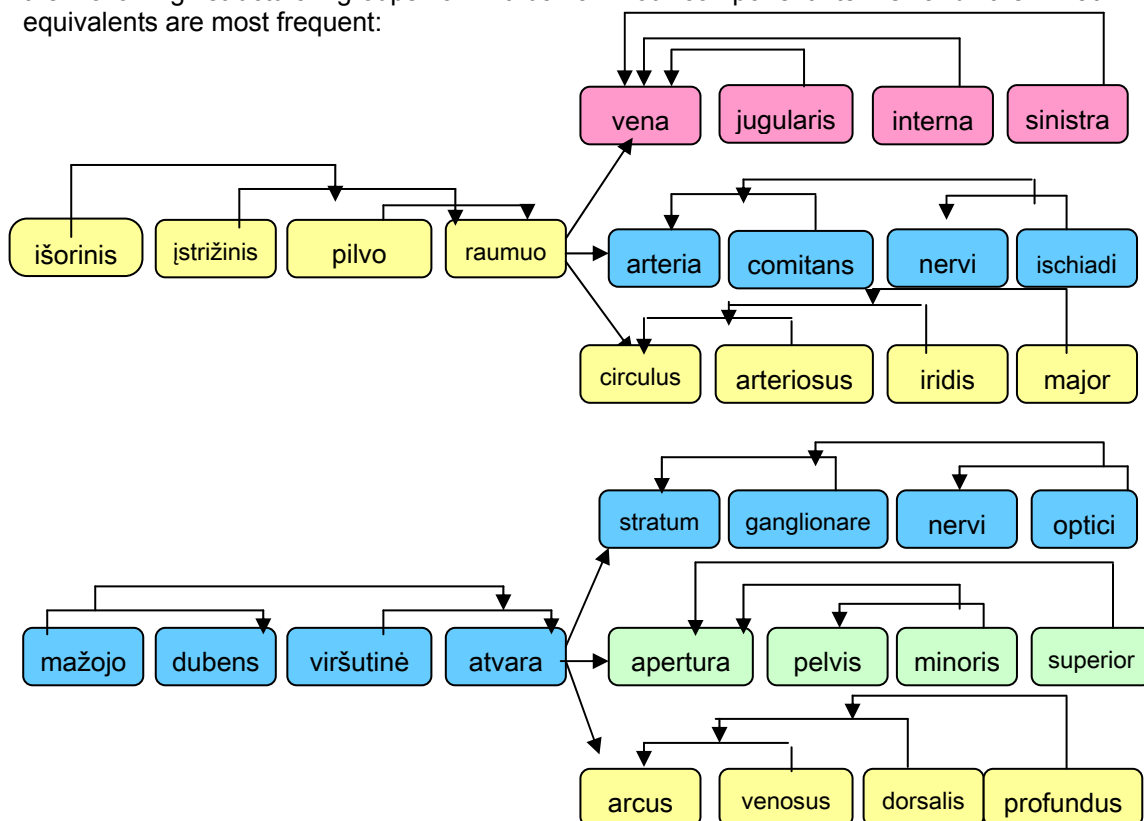 equivalents are most frequent:
vena jugularis interna sinistra
išorinis įstrižinis pilvo raumuo
arteria comitans nervi ischiadi
circulus arteriosus iridis major
stratum ganglionare nervi optici
mažojo dubens viršutinė atvara
apertura pelvis minoris superior
arcus venosus dorsalis profundus